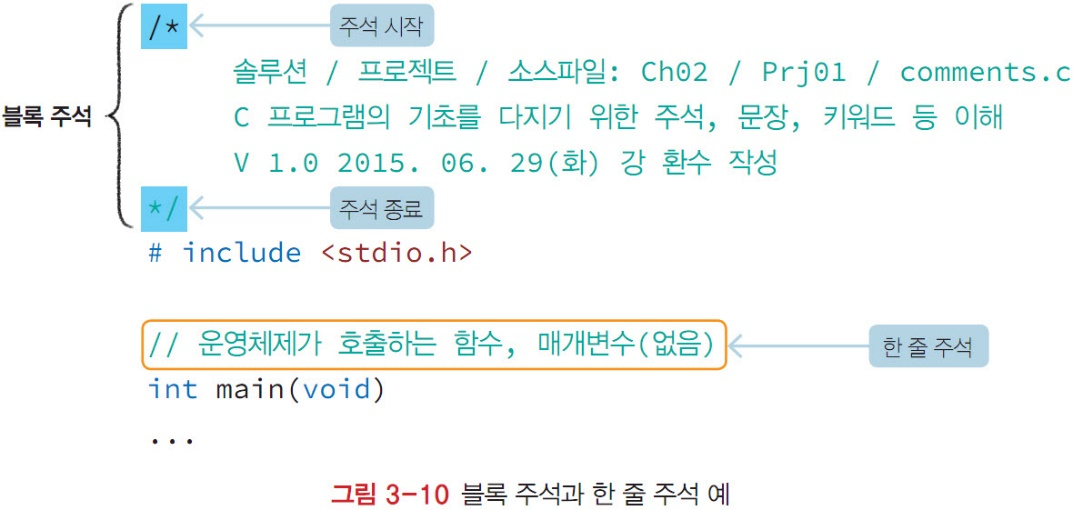 /* 주석 시작
솔루션 / 프로젝트 / 소스파일: Ch02 / Prj01 / comments.c
블록 주석 C 프로그램의 기초를 다지기 위한 주석, 문장, 키워드 등 이해
V 1.0 2015. 06. 29(화) 강 환수 작성
*/ 주석 종료
# include <stdio.h>
// 운영체제가 호출하는 함수, 매개변수(없음) 한 줄 주석
int main(void)
...
그림 3-10 블록 주석과 한 줄 주석 예